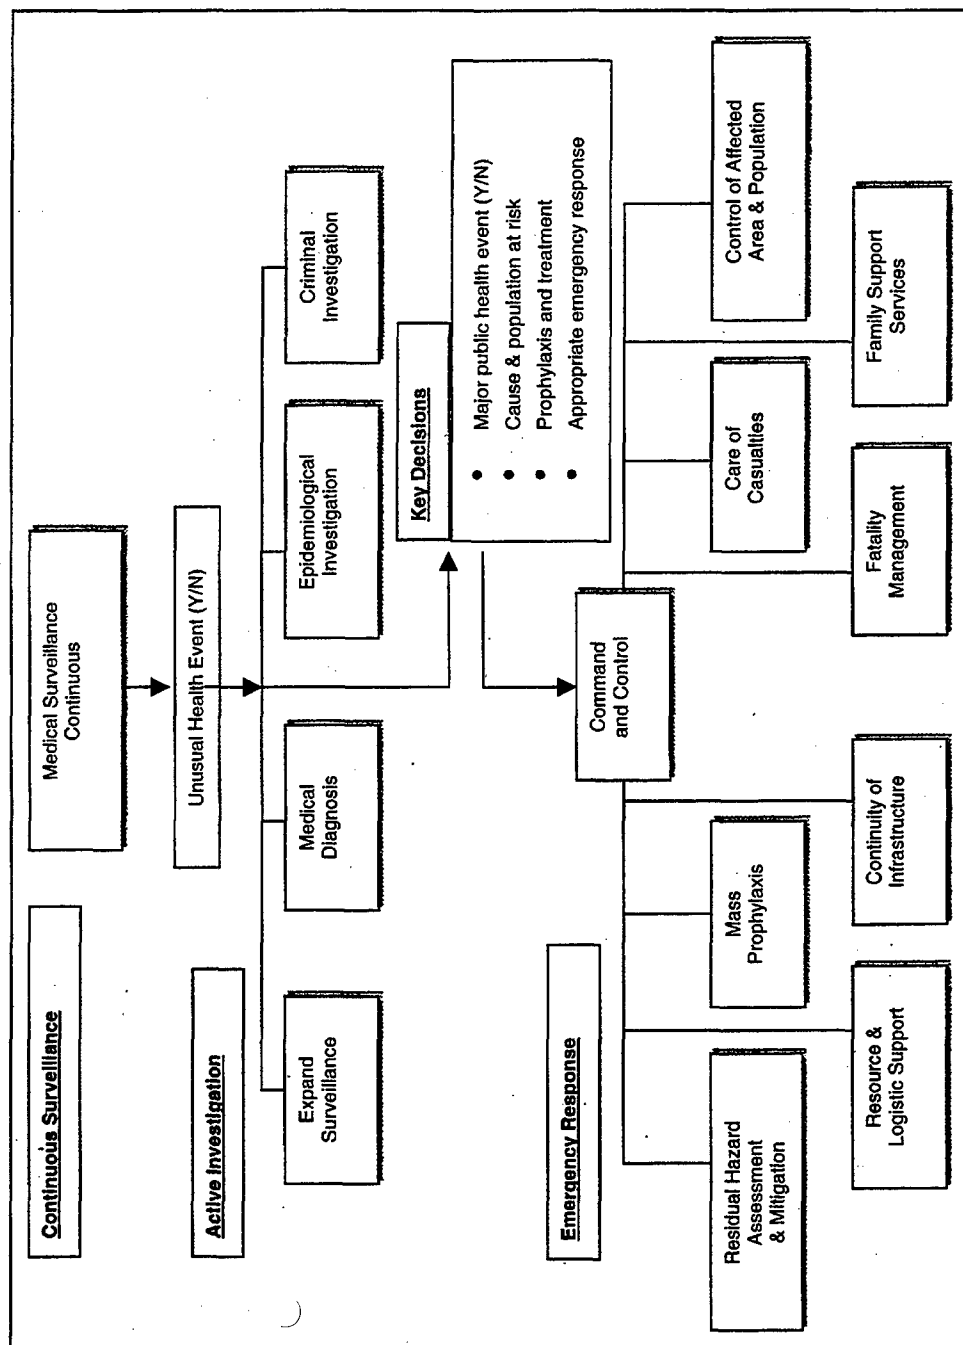 Continuous Surveillance
Medical Surveillance
Continuous
Unusual Health Event (Y/N)
Active Investigation
Expand
Surveillance
Medical
Diagnosis
Epidemiological
Investigation
Criminal
Investigation
Key Decisions
• Major public health event (Y/N)
• Cause & population at risk
• Prophylaxis and treatment
• Appropriate emergency response
Emergency Response
Command
and Control
Residual Hazard
Assessment
& Mitigation
Mass
Prophylaxis
Care of
Casualties
Control of Affected
Area & Population
Resource &
Logistic Support
Continuity of
Infrastructure
Fatality
Management
Family Support
Services